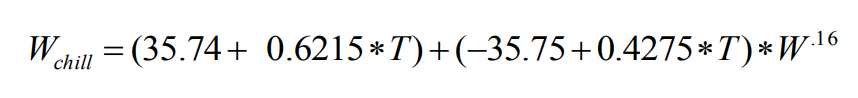 W_chill = (35.74 + 0.6215 * T) + (−35.75 + 0.4275 * T) * W^.16